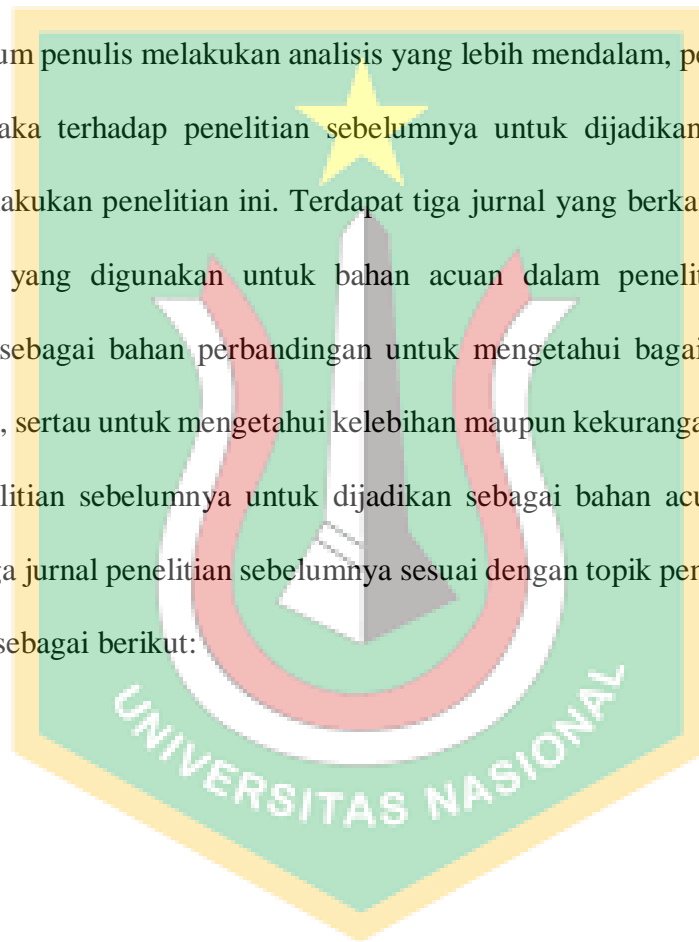 um penulis melakukan analisis yang lebih mendalam, pe
aka terhadap penelitian sebelumnya untuk dijadikan
lakukan penelitian ini. Terdapat tiga jurnal yang berka
yang digunakan untuk bahan acuan dalam penelit
sebagai bahan perbandingan untuk mengetahui bagai
, sertau untuk mengetahui kelebihan maupun kekuranga
litian sebelumnya untuk dijadikan sebagai bahan acu
ga jurnal penelitian sebelumnya sesuai dengan topik pen
sebagai berikut:
UNIVERSITAS NASIONAL